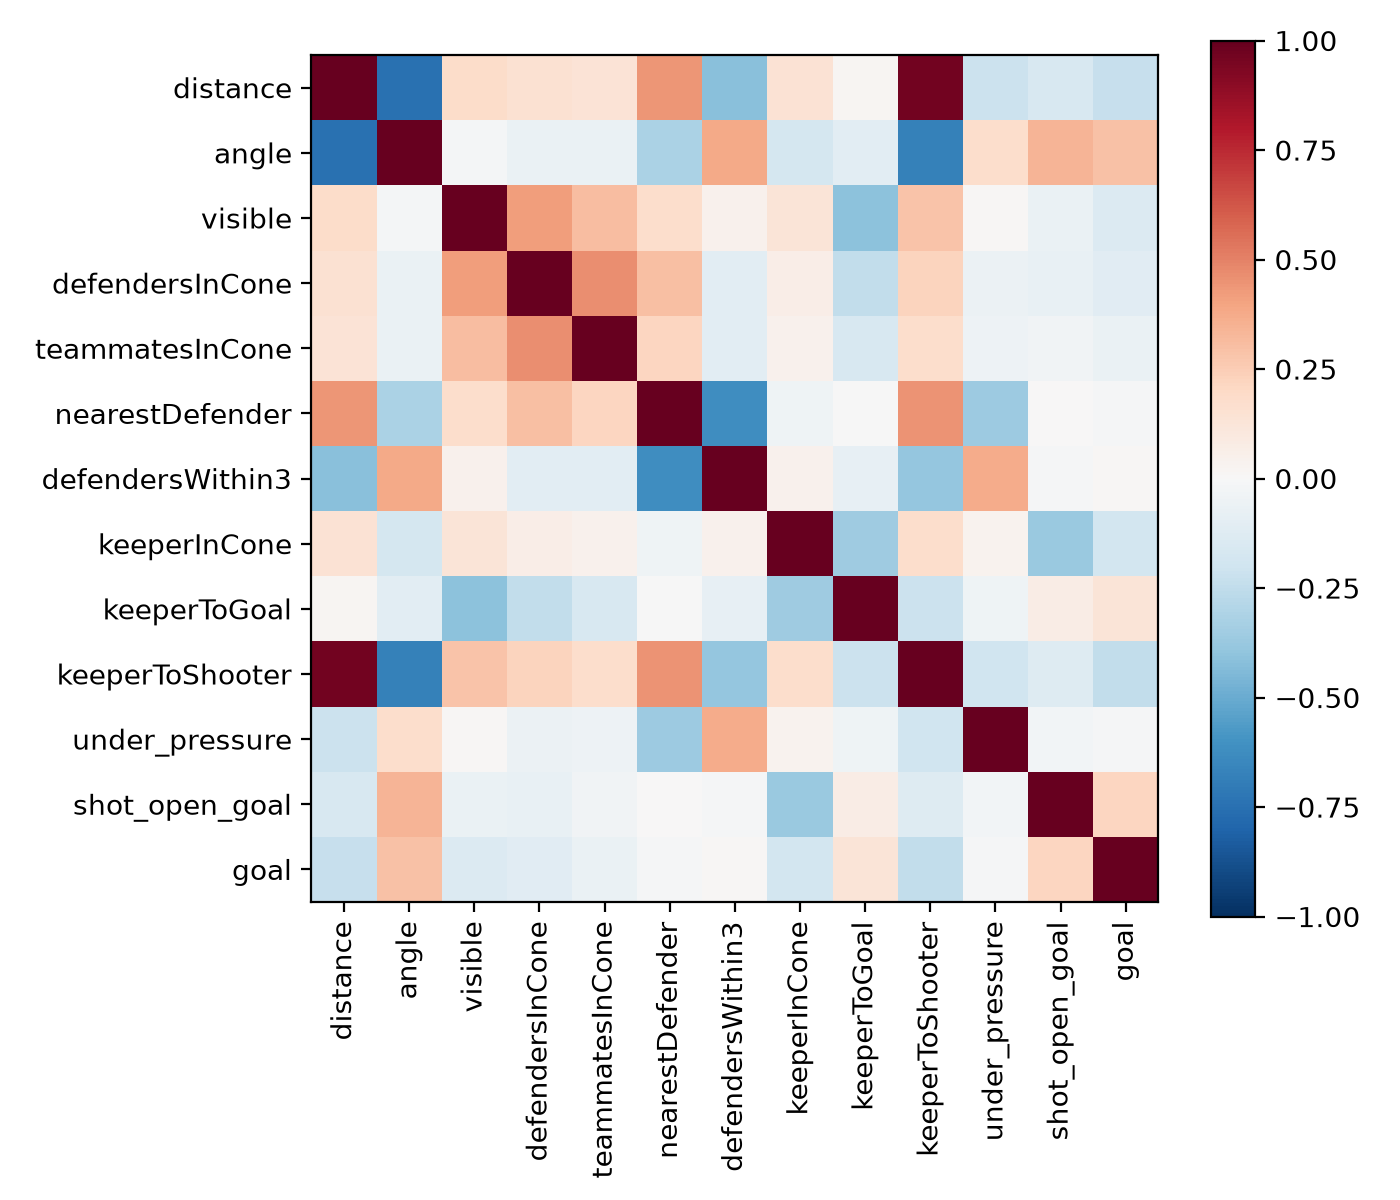 distance
angle
visible
defendersInCone
teammatesInCone
nearestDefender
defendersWithin3
keeperInCone
keeperToGoal
keeperToShooter
under_pressure
shot_open_goal
goal
distance
angle
visible
defendersInCone
teammatesInCone
nearestDefender
defendersWithin3
keeperInCone
keeperToGoal
keeperToShooter
under_pressure
shot_open_goal
goal
1.00
0.75
0.50
0.25
0.00
−0.25
−0.50
−0.75
−1.00